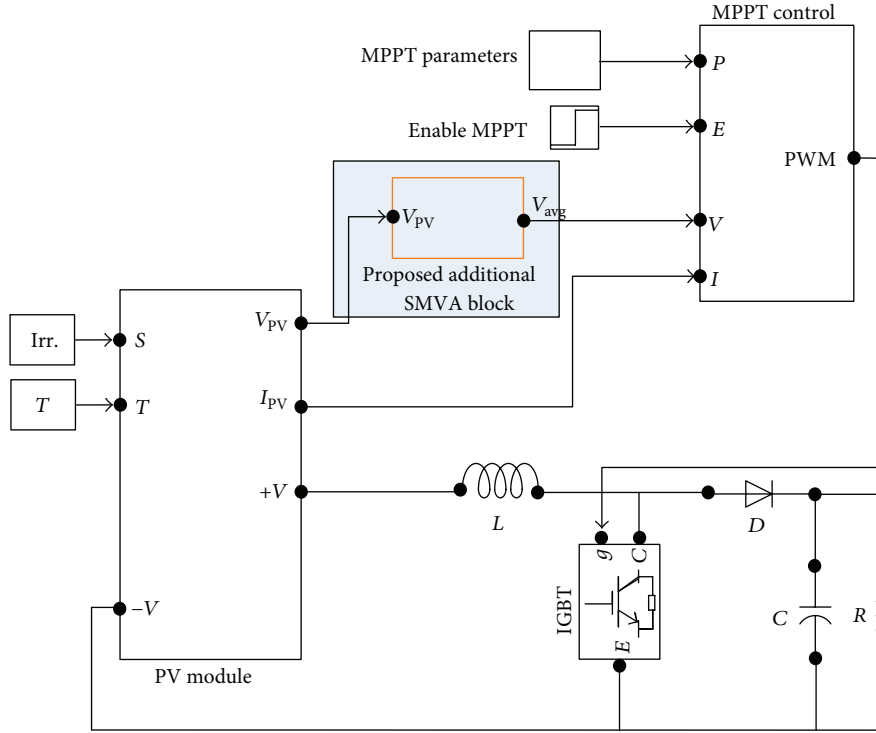 MPPT control
MPPT parameters
P
Enable MPPT
E
PWM
V_PV
V_avg
V
Proposed additional
SMVA block
I
V_PV
Irr.
S
I_PV
T
T
+V
L
D
g
C
IGBT
E
C
R
−V
PV module